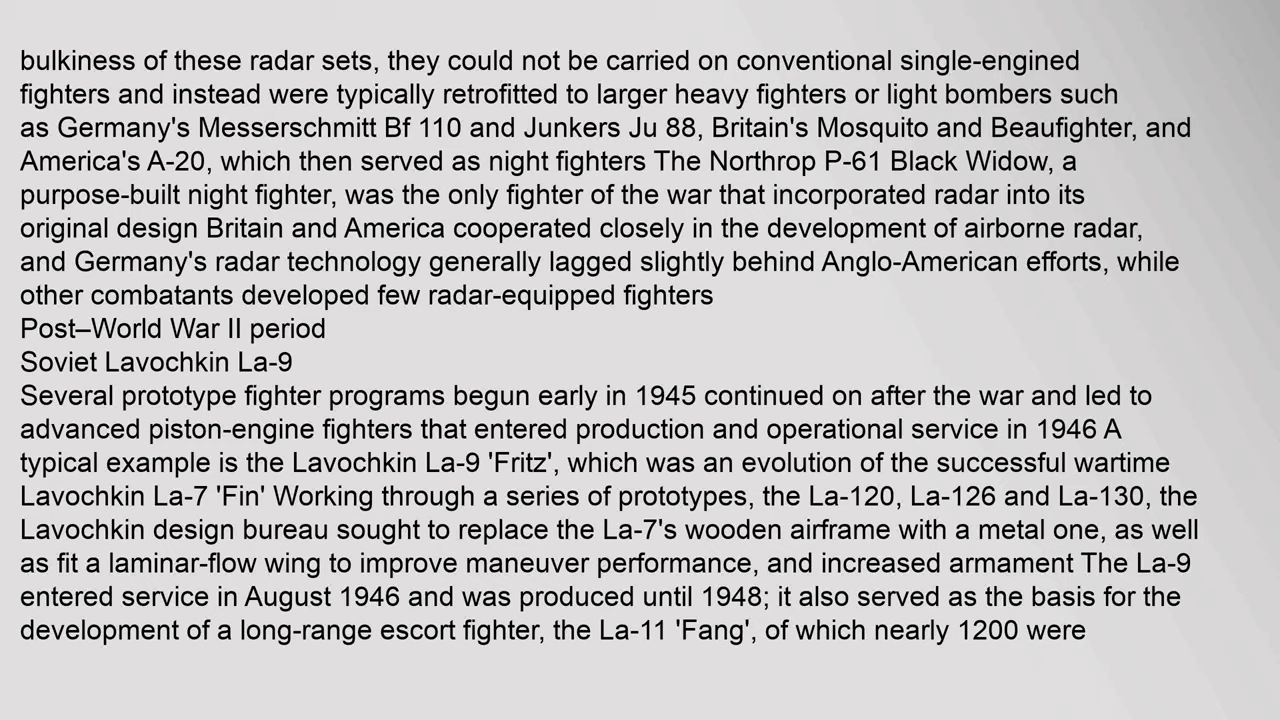 bulkiness of these radar sets, they could not be carried on conventional single-engined
fighters and instead were typically retrofitted to larger heavy fighters or light bombers such
as Germany's Messerschmitt Bf 110 and Junkers Ju 88, Britain's Mosquito and Beaufighter, and
America's A-20, which then served as night fighters The Northrop P-61 Black Widow, a
purpose-built night fighter, was the only fighter of the war that incorporated radar into its
original design Britain and America cooperated closely in the development of airborne radar,
and Germany's radar technology generally lagged slightly behind Anglo-American efforts, while
other combatants developed few radar-equipped fighters
Post–World War II period
Soviet Lavochkin La-9
Several prototype fighter programs begun early in 1945 continued on after the war and led to
advanced piston-engine fighters that entered production and operational service in 1946 A
typical example is the Lavochkin La-9 'Fritz', which was an evolution of the successful wartime
Lavochkin La-7 'Fin' Working through a series of prototypes, the La-120, La-126 and La-130, the
Lavochkin design bureau sought to replace the La-7's wooden airframe with a metal one, as well
as fit a laminar-flow wing to improve maneuver performance, and increased armament The La-9
entered service in August 1946 and was produced until 1948; it also served as the basis for the
development of a long-range escort fighter, the La-11 'Fang', of which nearly 1200 were